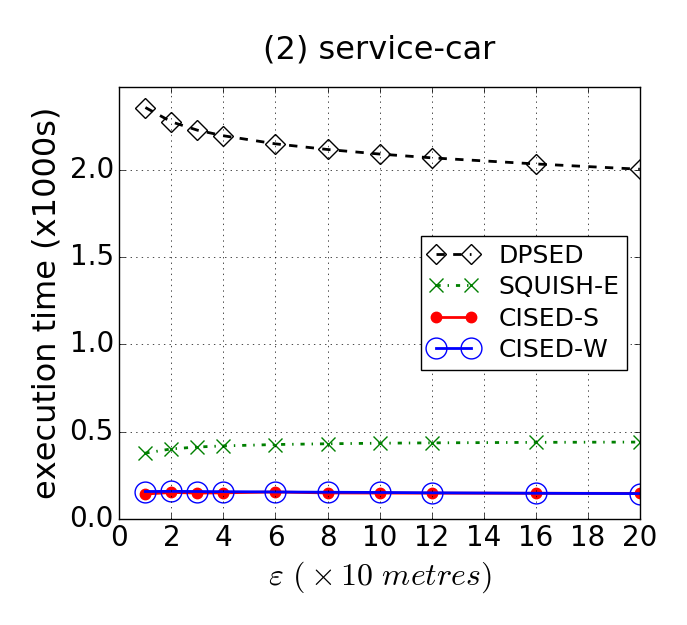 (2) service-car
execution time (x1000s)
2.0
1.5
1.0
0.5
0.0
DPSED
SQUISH-E
CISED-S
CISED-W
0 2 4 6 8 10 12 14 16 18 20
ε (×10 metres)